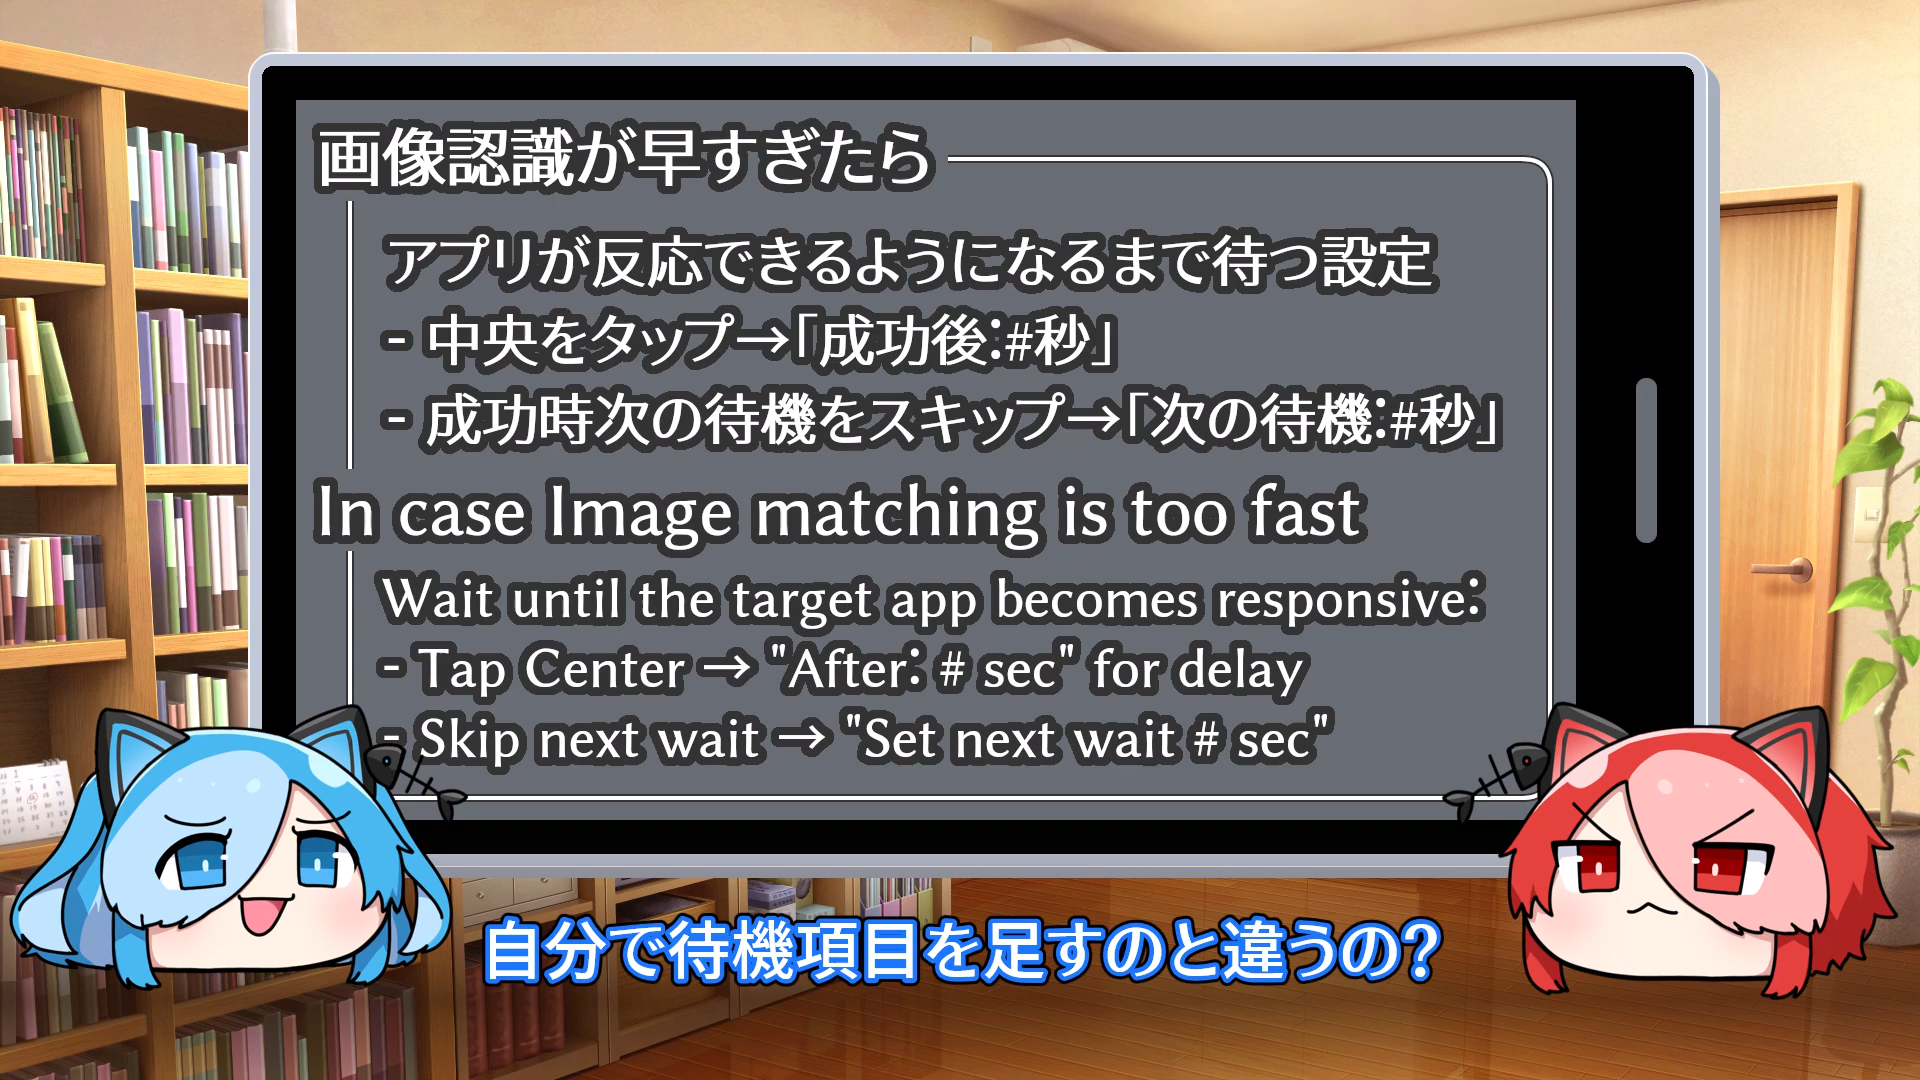 画像認識が早すぎたら
アプリが反応できるようになるまで待つ設定
- 中央をタップ→「成功後:#秒」
- 成功時次の待機をスキップ→「次の待機:#秒」
In case Image matching is too fast
Wait until the target app becomes responsive:
- Tap Center → "After: # sec" for delay
- Skip next wait → "Set next wait # sec"
自分で待機項目を足すのと違うの?